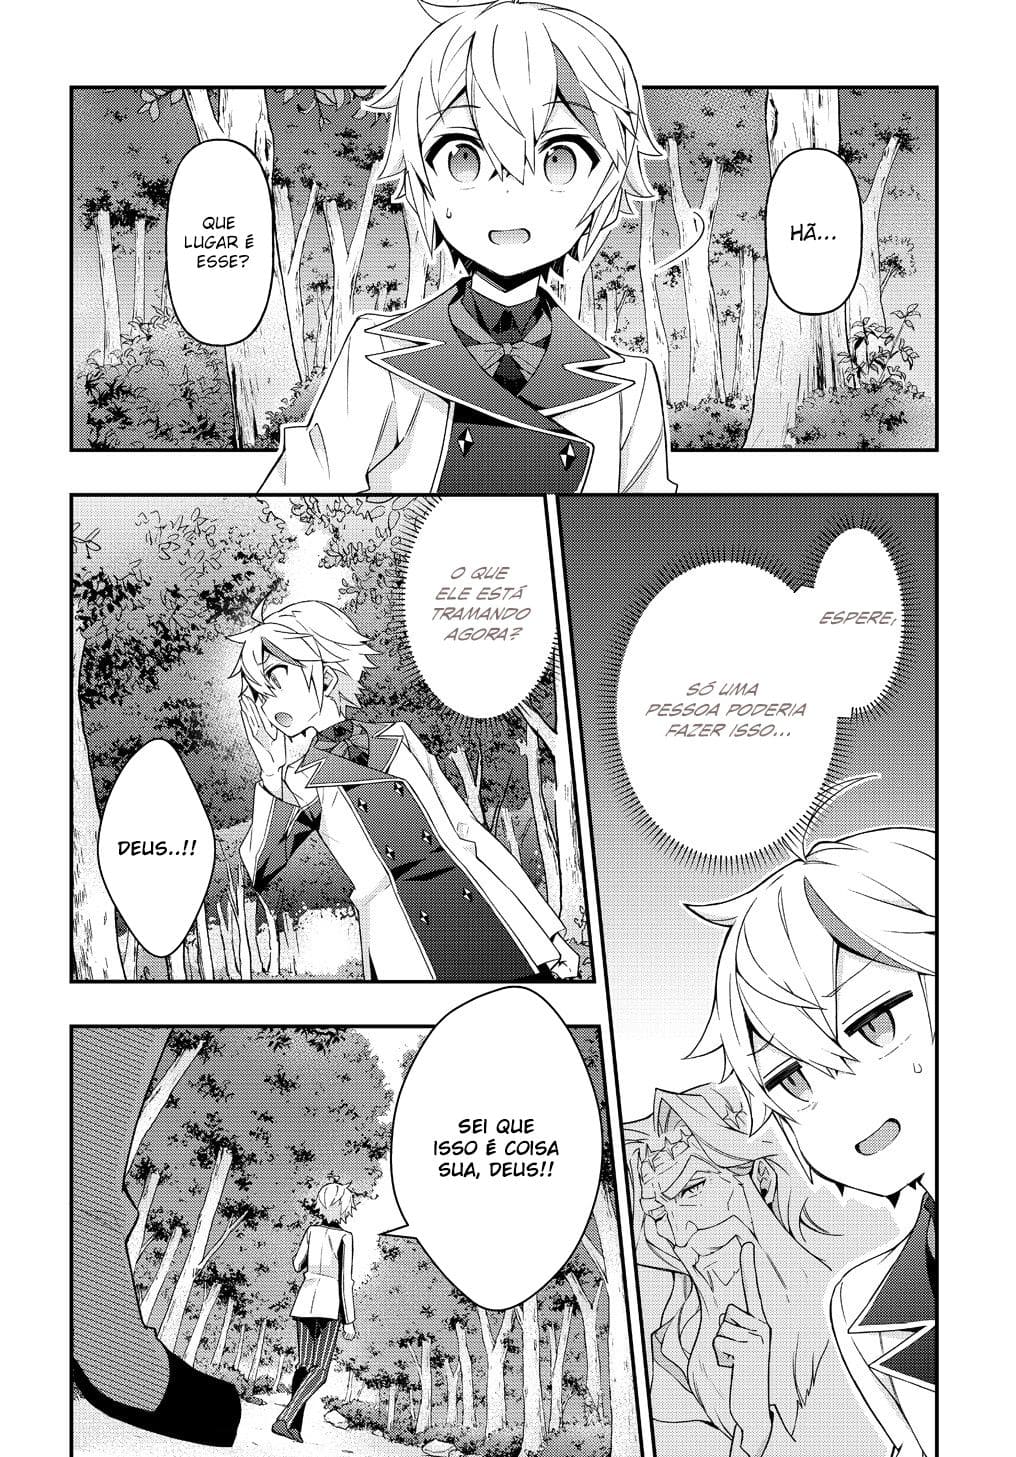 HÃ...
QUE
LUGAR É
ESSE?
ESPERE,
SÓ UMA
PESSOA PODERIA
FAZER ISSO...
O QUE
ELE ESTÁ
TRAMANDO
AGORA?
DEUS..!!
SEI QUE
ISSO É COISA
SUA, DEUS!!